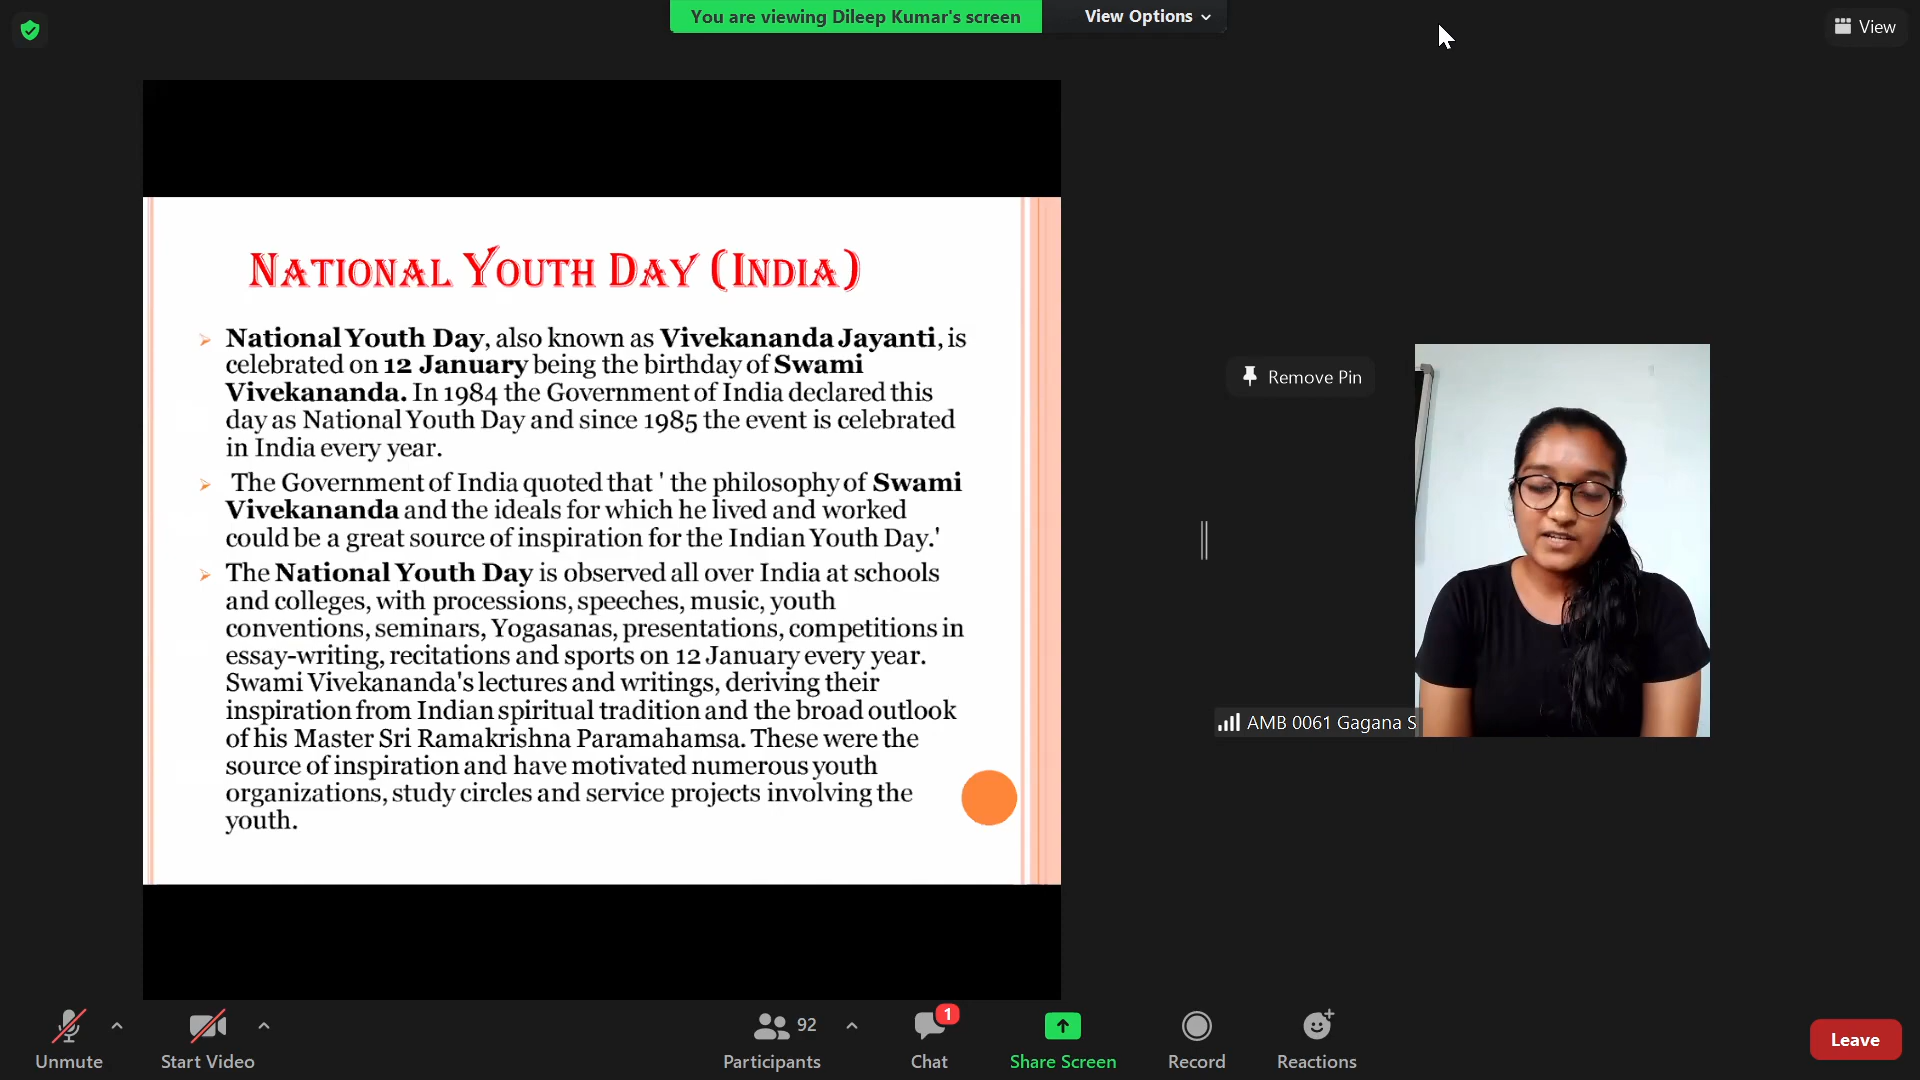 You are viewing Dileep Kumar's screen
View Options
View
NATIONAL YOUTH DAY (INDIA)
National Youth Day, also known as Vivekananda Jayanti, is
celebrated on 12 January being the birthday of Swami
Vivekananda. In 1984 the Government of India declared this
day as National Youth Day and since 1985 the event is celebrated
in India every year.
The Government of India quoted that ' the philosophy of Swami
Vivekananda and the ideals for which he lived and worked
could be a great source of inspiration for the Indian Youth Day.'
The National Youth Day is observed all over India at schools
and colleges, with processions, speeches, music, youth
conventions, seminars, Yogasanas, presentations, competitions in
essay-writing, recitations and sports on 12 January every year.
Swami Vivekananda's lectures and writings, deriving their
inspiration from Indian spiritual tradition and the broad outlook
of his Master Sri Ramakrishna Paramahamsa. These were the
source of inspiration and have motivated numerous youth
organizations, study circles and service projects involving the
youth.
Remove Pin
AMB 0061 Gagana S
Unmute
Start Video
92
Participants
1
Chat
Share Screen
Record
Reactions
Leave